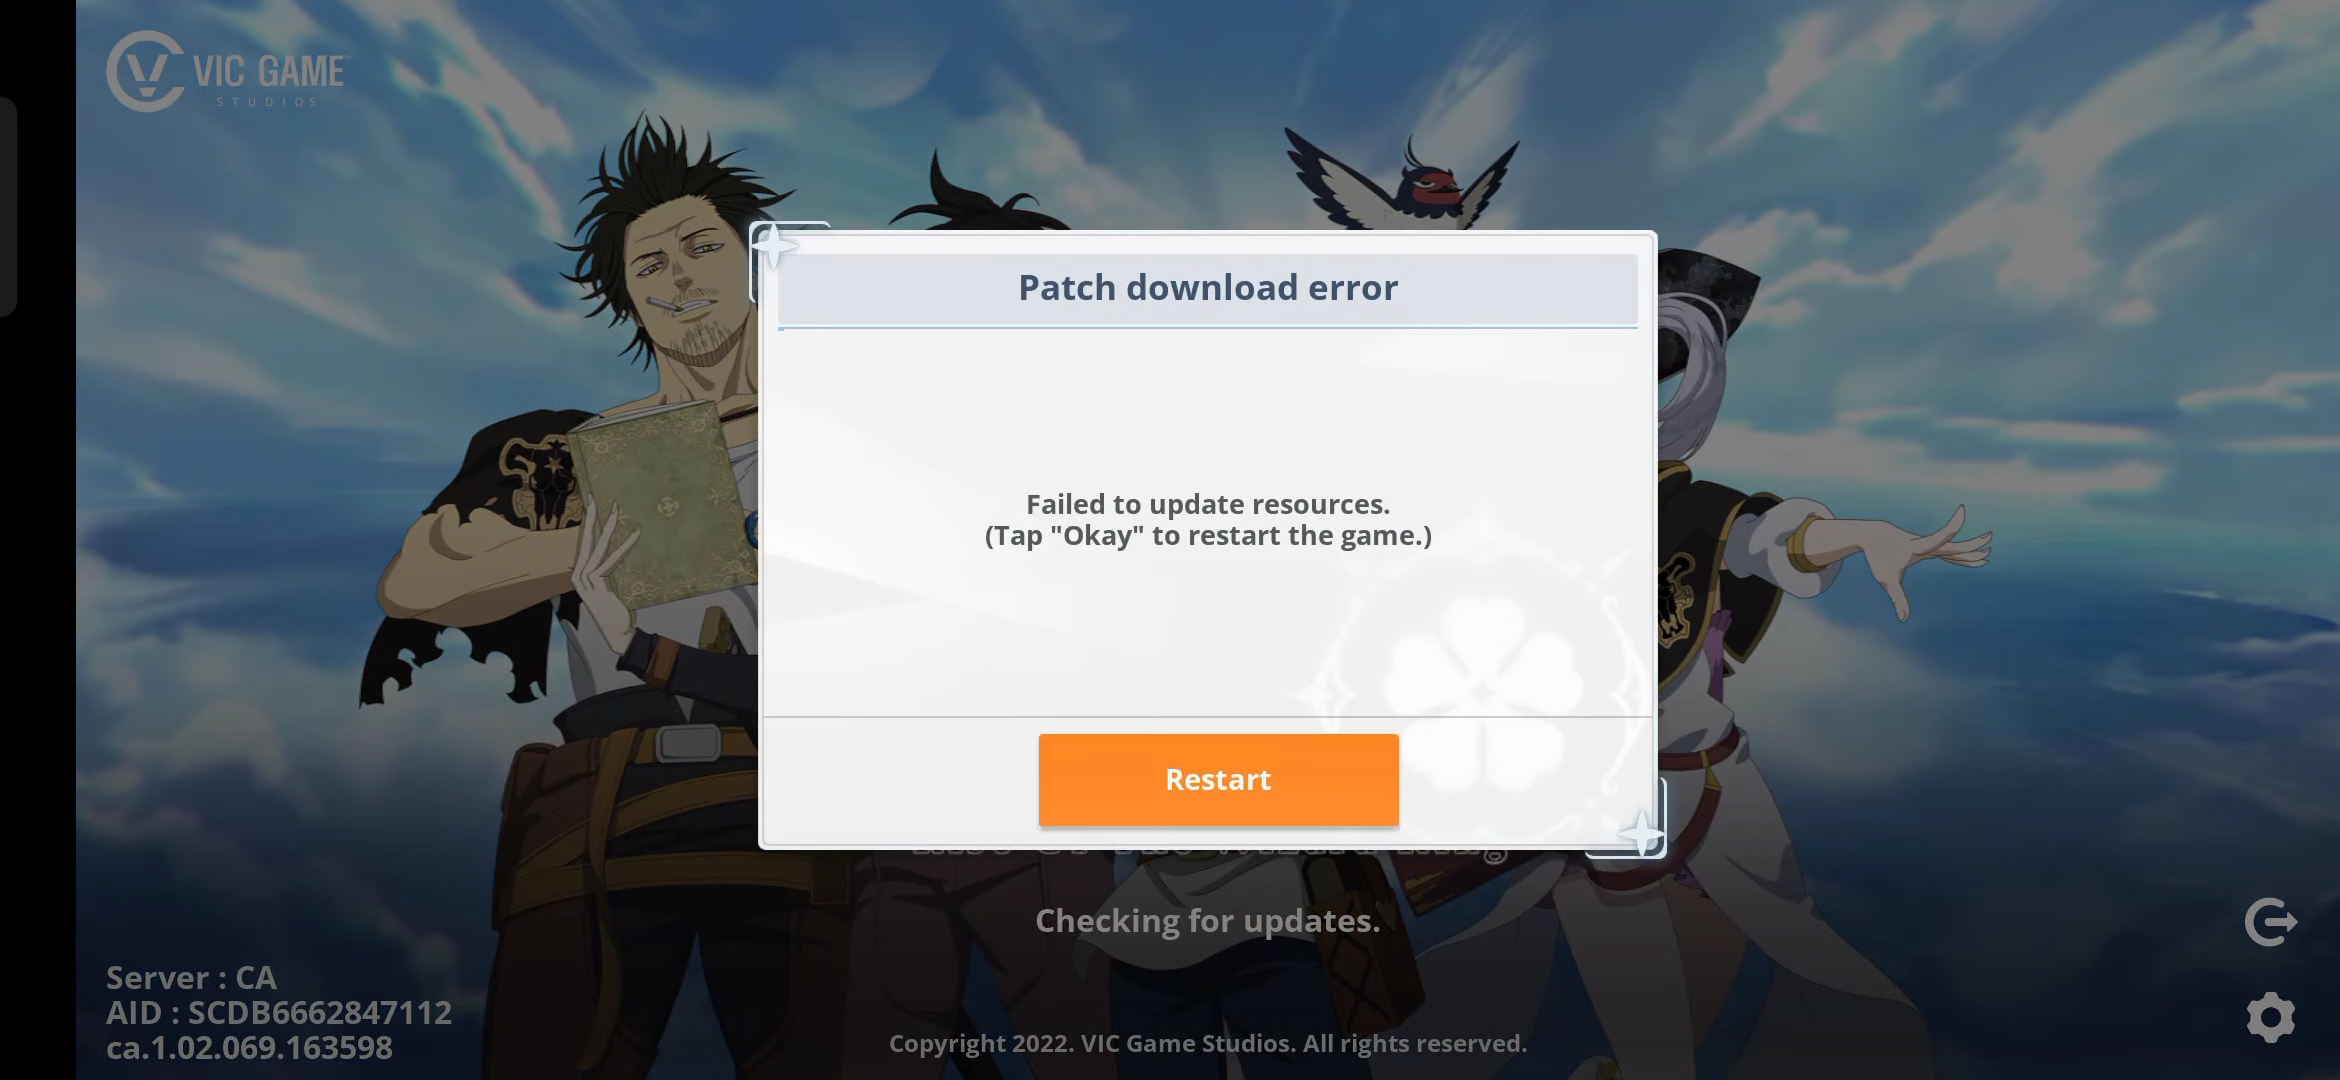 VIC GAME
STUDIOS
Patch download error
Failed to update resources.
(Tap "Okay" to restart the game.)
Restart
Checking for updates.
Server : CA
AID : SCDB6662847112
ca.1.02.069.163598
Copyright 2022. VIC Game Studios. All rights reserved.